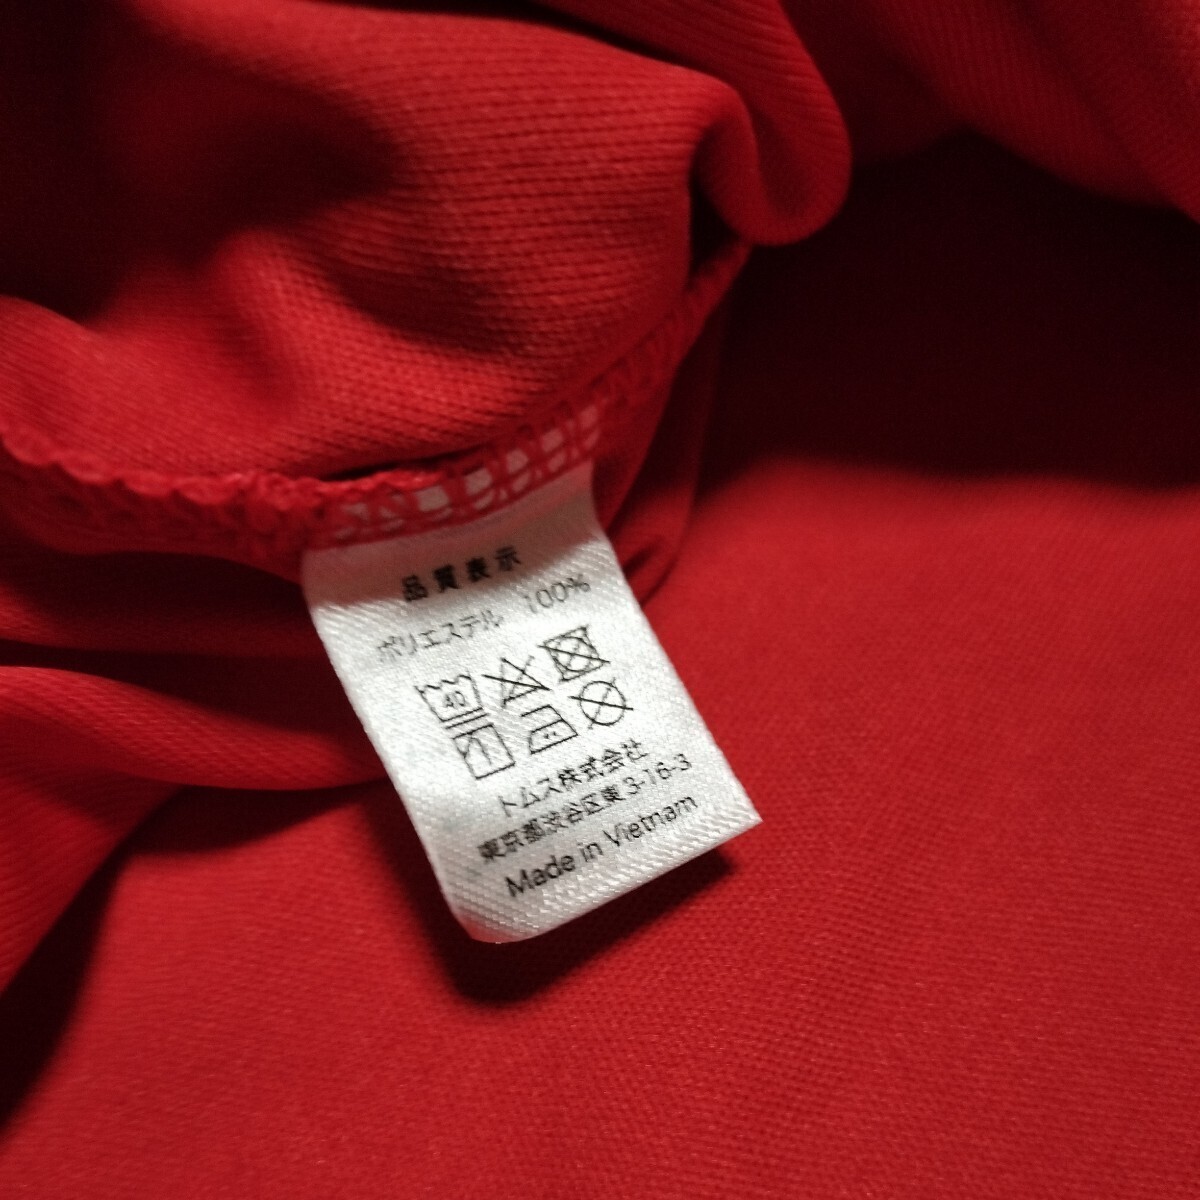 品質表示
ポリエステル 100%
40
トムス株式会社
東京都渋谷区東3-16-3
Made in Vietnam